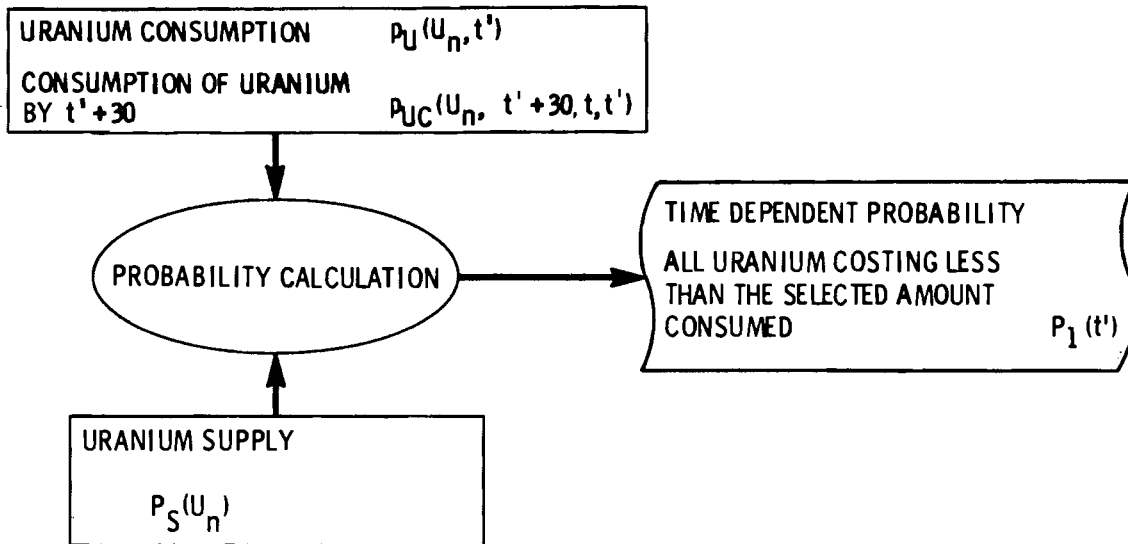 URANIUM CONSUMPTION p_U(U_n, t')
CONSUMPTION OF URANIUM
BY t' + 30 p_UC(U_n, t' + 30, t, t')
PROBABILITY CALCULATION
TIME DEPENDENT PROBABILITY
ALL URANIUM COSTING LESS
THAN THE SELECTED AMOUNT
CONSUMED P_1(t')
URANIUM SUPPLY
P_S(U_n)